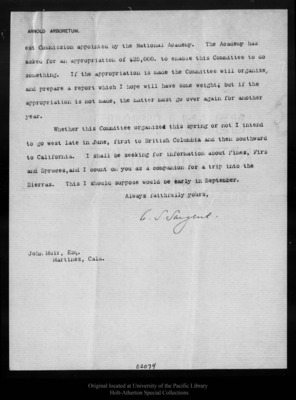 ARNOLD ARBORETUM.
est Commission appointed by the National Academy. The Academy has
asked for an appropriation of $25,000. to enable this Committee to do
something. If the appropriation is made the Committee will organize,
and prepare a report which I hope will have some weight; but if the
appropriation is not made, the matter must go over again for another
year.
Whether this Committee organizes this spring or not I intend
to go west late in June, first to British Columbia and then southward
to California. I shall be seeking for information about Pines, Firs
and Spruces, and I count on you as a companion for a trip into the
Sierras. This I should suppose would be early in September.
Always faithfully yours,
C. S. Sargent.
John Muir, Esq.
Martinez, Cala.
02079
Original located at University of the Pacific Library
Holt-Atherton Special Collections